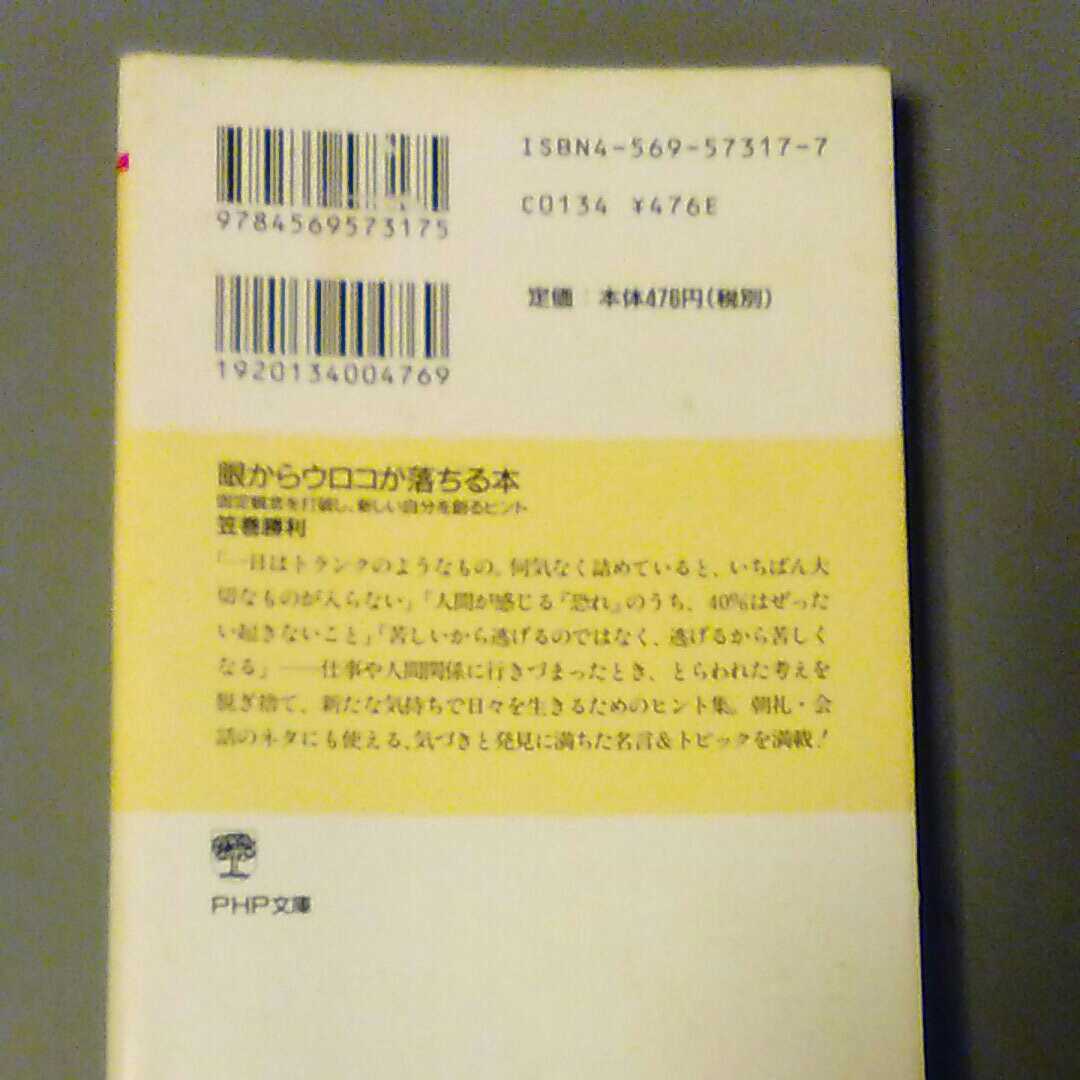 9784569573175
ISBN4-569-57317-7
C0134 ¥476E
1920134004769
定価：本体476円(税別)
眼からウロコが落ちる本
固定観念を打破し、新しい自分を創るヒント
笠巻勝利
「一日はトランクのようなもの。何気なく詰めていると、いちばん大
切なものが入らない」「人間が感じる『恐れ』のうち、40%はぜった
い起きないこと」「苦しいから逃げるのではなく、逃げるから苦しく
なる」――仕事や人間関係に行きづまったとき、とらわれた考えを
脱ぎ捨て、新たな気持ちで日々を生きるためのヒント集。朝礼・会
話のネタにも使える、気づきと発見に満ちた名言&トピックを満載！
PHP文庫